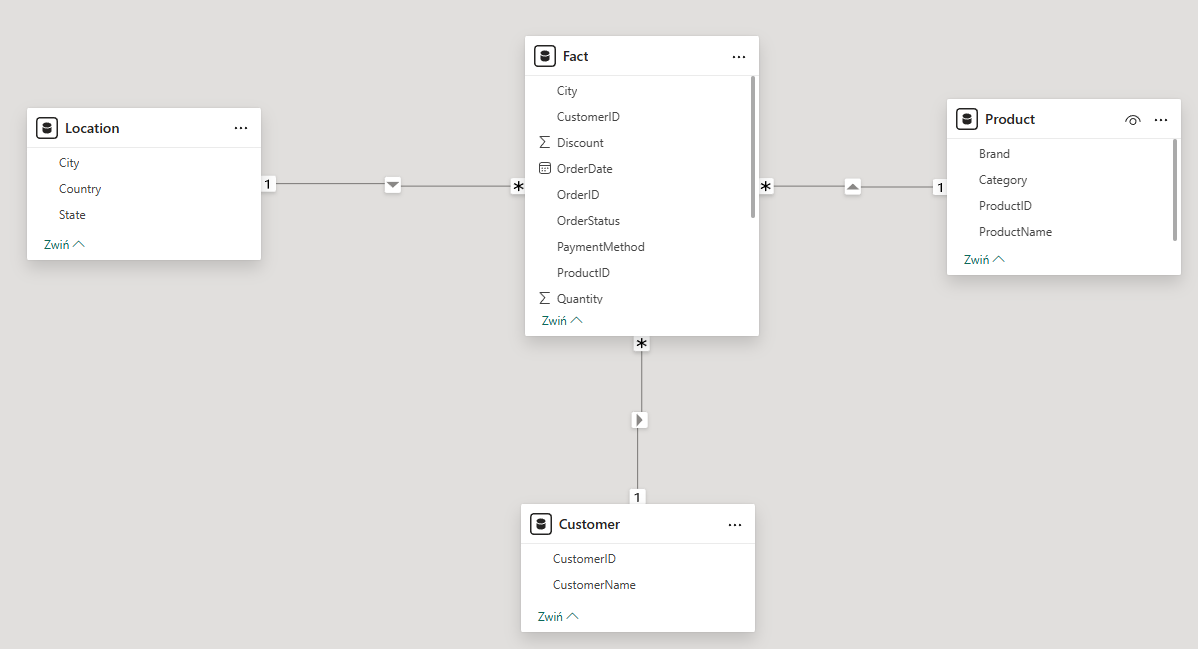 Fact
City
CustomerID
Discount
OrderDate
OrderID
OrderStatus
PaymentMethod
ProductID
Quantity
Zwiń
Location
City
Country
State
Zwiń
1
*
*
1
Product
Brand
Category
ProductID
ProductName
Zwiń
*
1
Customer
CustomerID
CustomerName
Zwiń